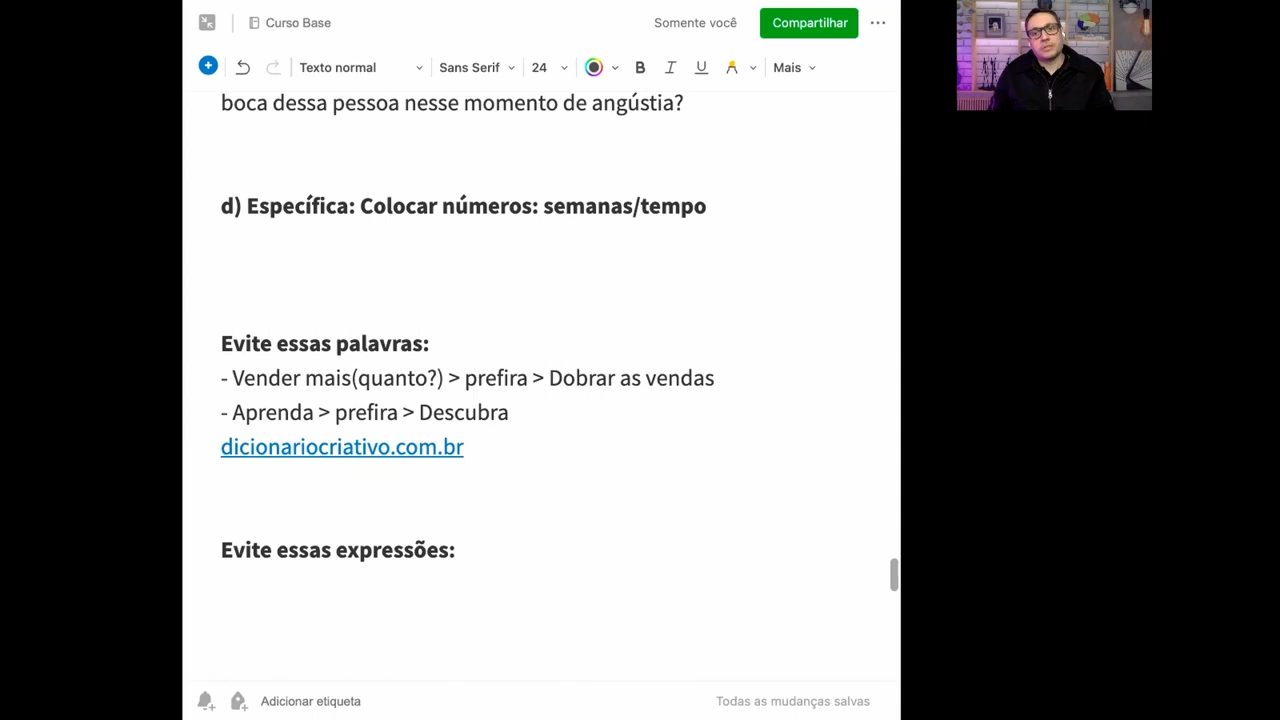 Curso Base
Somente você
Compartilhar
Texto normal
Sans Serif
24
B
I
U
Mais
boca dessa pessoa nesse momento de angústia?
d) Específica: Colocar números: semanas/tempo
Evite essas palavras:
- Vender mais(quanto?) > prefira > Dobrar as vendas
- Aprenda > prefira > Descubra
dicionariocriativo.com.br
Evite essas expressões:
Adicionar etiqueta
Todas as mudanças salvas